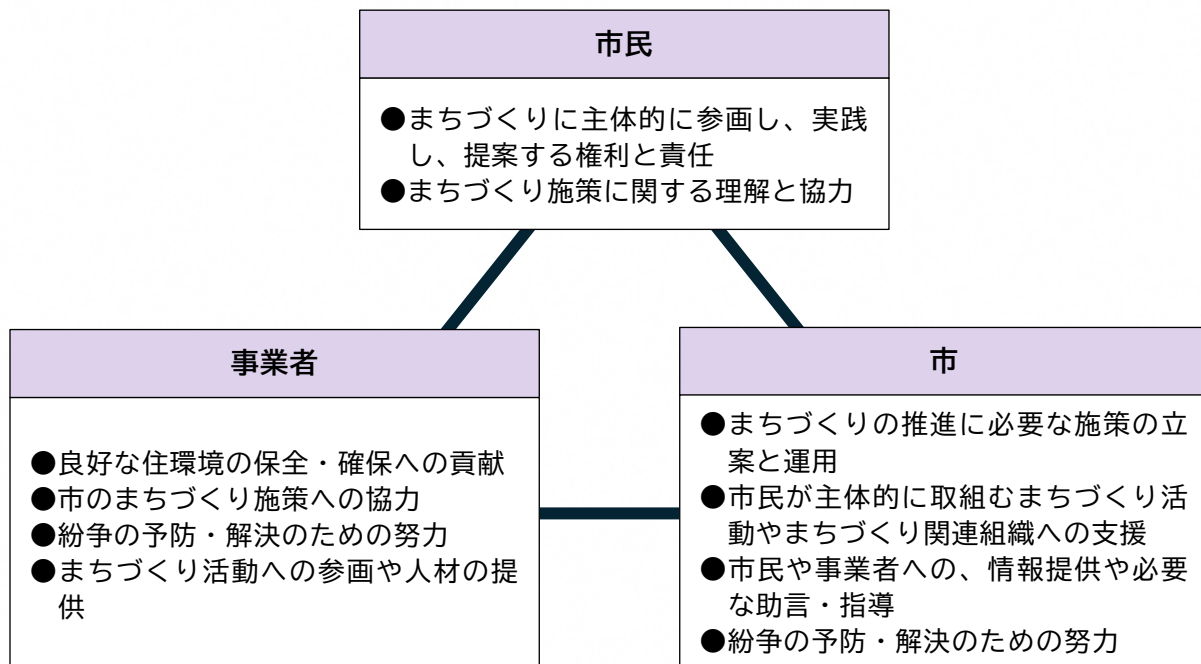 市民
●まちづくりに主体的に参画し、実践
し、提案する権利と責任
●まちづくり施策に関する理解と協力
事業者
●良好な住環境の保全・確保への貢献
●市のまちづくり施策への協力
●紛争の予防・解決のための努力
●まちづくり活動への参画や人材の提
供
市
●まちづくりの推進に必要な施策の立
案と運用
●市民が主体的に取組むまちづくり活
動やまちづくり関連組織への支援
●市民や事業者への、情報提供や必要
な助言・指導
●紛争の予防・解決のための努力